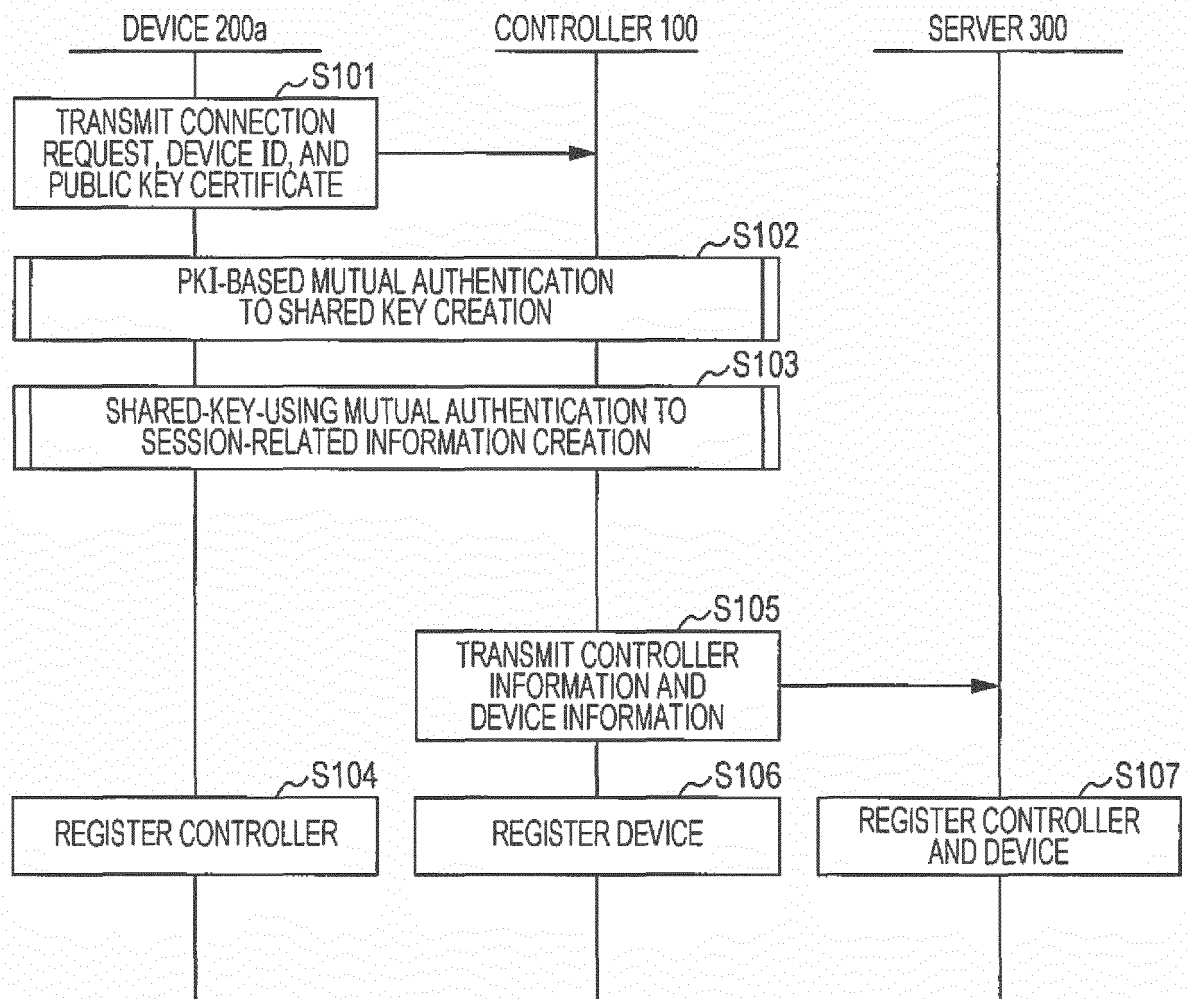 DEVICE 200a
CONTROLLER 100
SERVER 300
S101
TRANSMIT CONNECTION
REQUEST, DEVICE ID, AND
PUBLIC KEY CERTIFICATE
S102
PKI-BASED MUTUAL AUTHENTICATION
TO SHARED KEY CREATION
S103
SHARED-KEY-USING MUTUAL AUTHENTICATION TO
SESSION-RELATED INFORMATION CREATION
S105
TRANSMIT CONTROLLER
INFORMATION AND
DEVICE INFORMATION
S104
REGISTER CONTROLLER
S106
REGISTER DEVICE
S107
REGISTER CONTROLLER
AND DEVICE